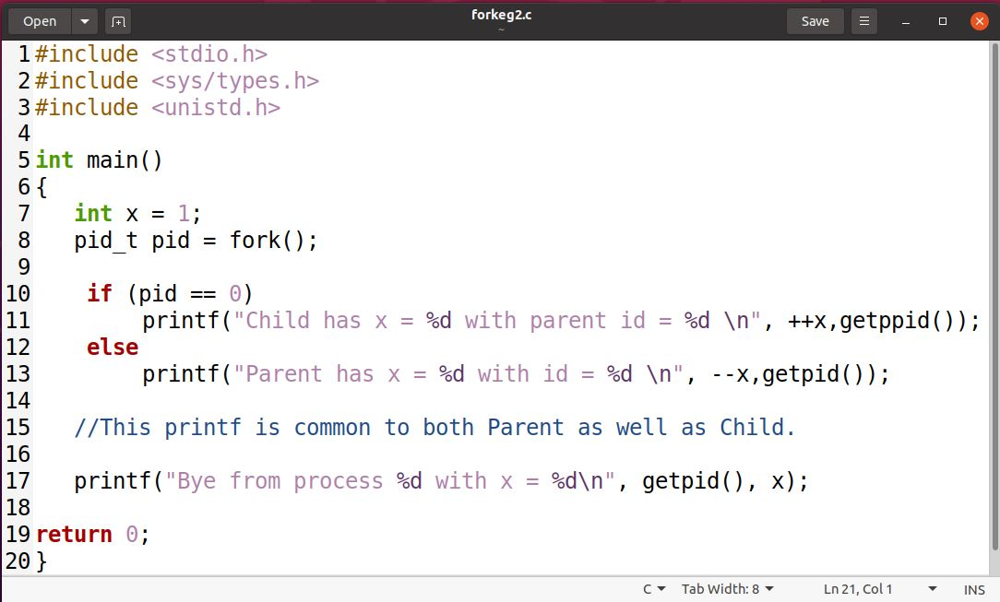 Open forkeg2.c Save
~
1 #include <stdio.h>
2 #include <sys/types.h>
3 #include <unistd.h>
4
5 int main()
6 {
7    int x = 1;
8    pid_t pid = fork();
9
10    if (pid == 0)
11        printf("Child has x = %d with parent id = %d \n", ++x,getppid());
12    else
13        printf("Parent has x = %d with id = %d \n", --x,getpid());
14
15   //This printf is common to both Parent as well as Child.
16
17   printf("Bye from process %d with x = %d\n", getpid(), x);
18
19 return 0;
20 }
C Tab Width: 8 Ln 21, Col 1 INS